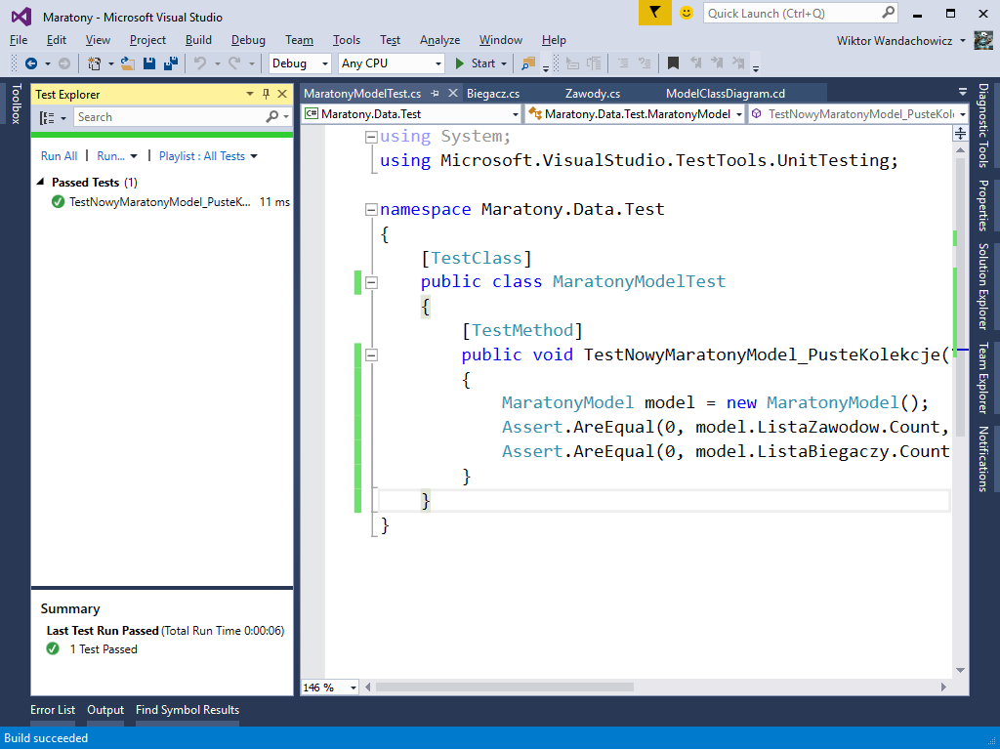 Maratony - Microsoft Visual Studio
Quick Launch (Ctrl+Q)
File Edit View Project Build Debug Team Tools Test Analyze Window Help
Wiktor Wandachowicz
Debug Any CPU Start
Toolbox
Test Explorer
Search
Run All | Run... | Playlist : All Tests
Passed Tests (1)
TestNowyMaratonyModel_PusteK... 11 ms
Summary
Last Test Run Passed (Total Run Time 0:00:06)
1 Test Passed
MaratonyModelTest.cs Biegacz.cs Zawody.cs ModelClassDiagram.cd
C# Maratony.Data.Test Maratony.Data.Test.MaratonyModel TestNowyMaratonyModel_PusteKol
using System;
using Microsoft.VisualStudio.TestTools.UnitTesting;
namespace Maratony.Data.Test
{
[TestClass]
public class MaratonyModelTest
{
[TestMethod]
public void TestNowyMaratonyModel_PusteKolekcje(
{
MaratonyModel model = new MaratonyModel();
Assert.AreEqual(0, model.ListaZawodow.Count,
Assert.AreEqual(0, model.ListaBiegaczy.Count
}
}
}
146 %
Diagnostic Tools
Properties
Solution Explorer
Team Explorer
Notifications
Error List Output Find Symbol Results
Build succeeded